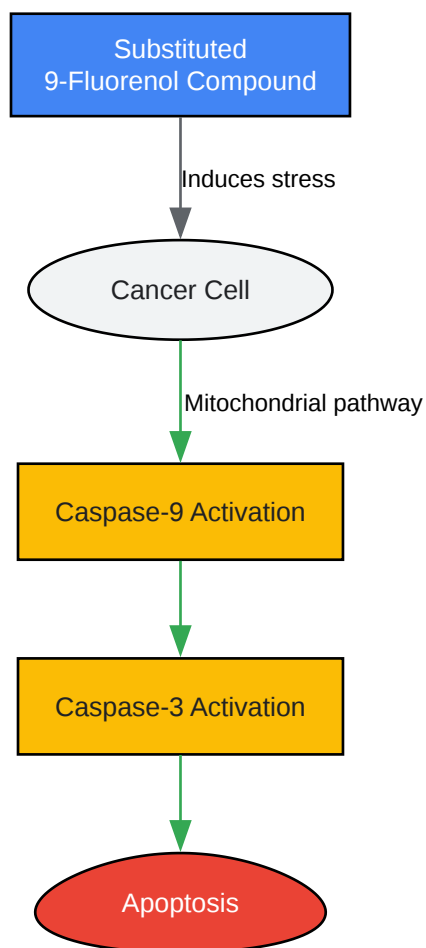 Substituted
9-Fluorenol Compound
Induces stress
Cancer Cell
Mitochondrial pathway
Caspase-9 Activation
Caspase-3 Activation
Apoptosis